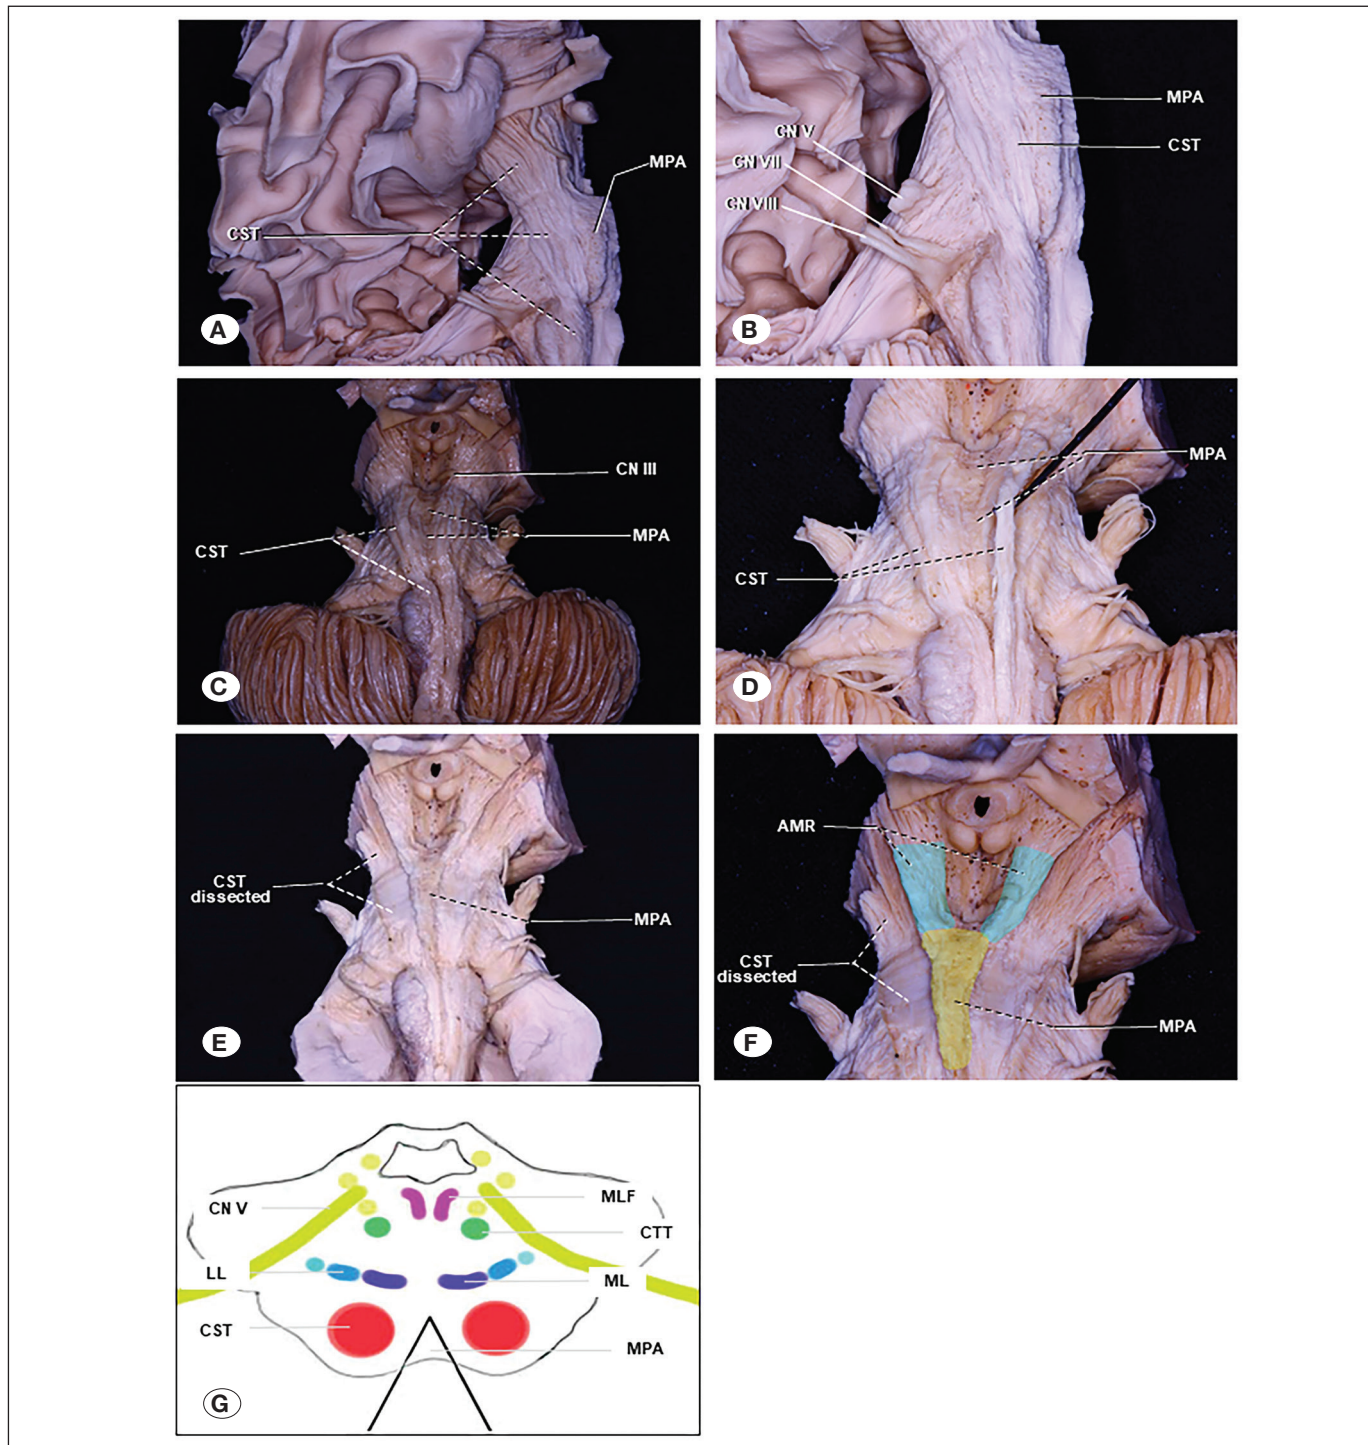 MPA
CST
A
MPA
CST
CN V
CN VII
CN VIII
B
CN III
MPA
CST
C
MPA
CST
D
CST
dissected
MPA
E
AMR
CST
dissected
MPA
F
CN V
MLF
CTT
LL
ML
CST
MPA
G